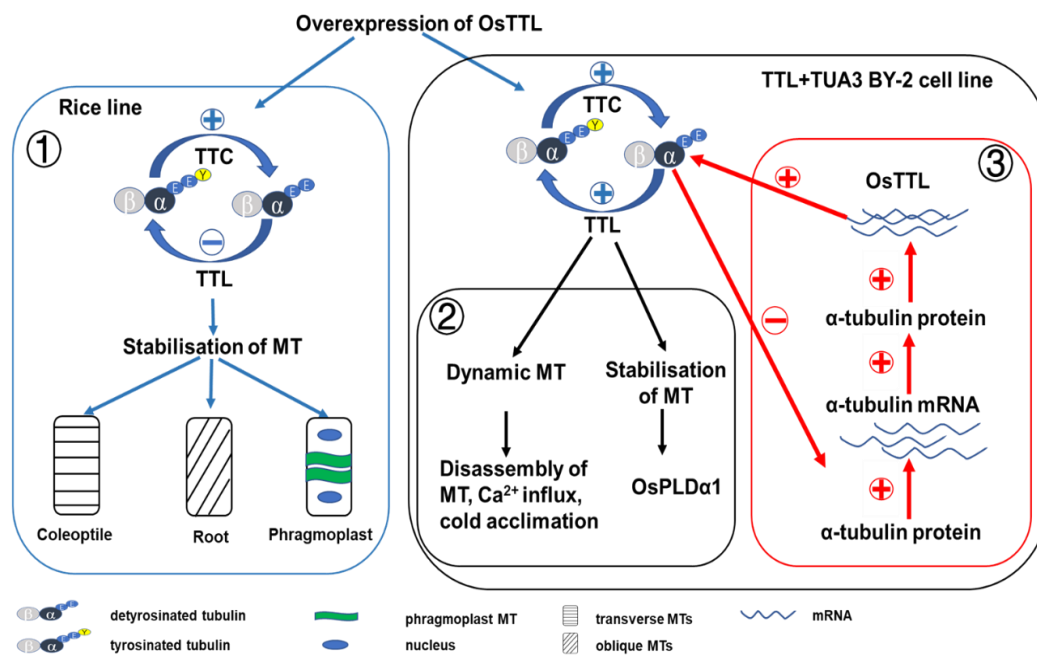 Overexpression of OsTTL
Rice line
1
+
TTC
β α E E Y
β α E E
−
TTL
Stabilisation of MT
Coleoptile
Root
Phragmoplast
TTL+TUA3 BY-2 cell line
+
TTC
β α E E Y
β α E E
+
TTL
2
Dynamic MT
Stabilisation
of MT
Disassembly of
MT, Ca²⁺ influx,
cold acclimation
OsPLDα1
3
+
OsTTL
+
−
α-tubulin protein
+
α-tubulin mRNA
+
α-tubulin protein
β α E E
detyrosinated tubulin
phragmoplast MT
transverse MTs
mRNA
β α E E Y
tyrosinated tubulin
nucleus
oblique MTs